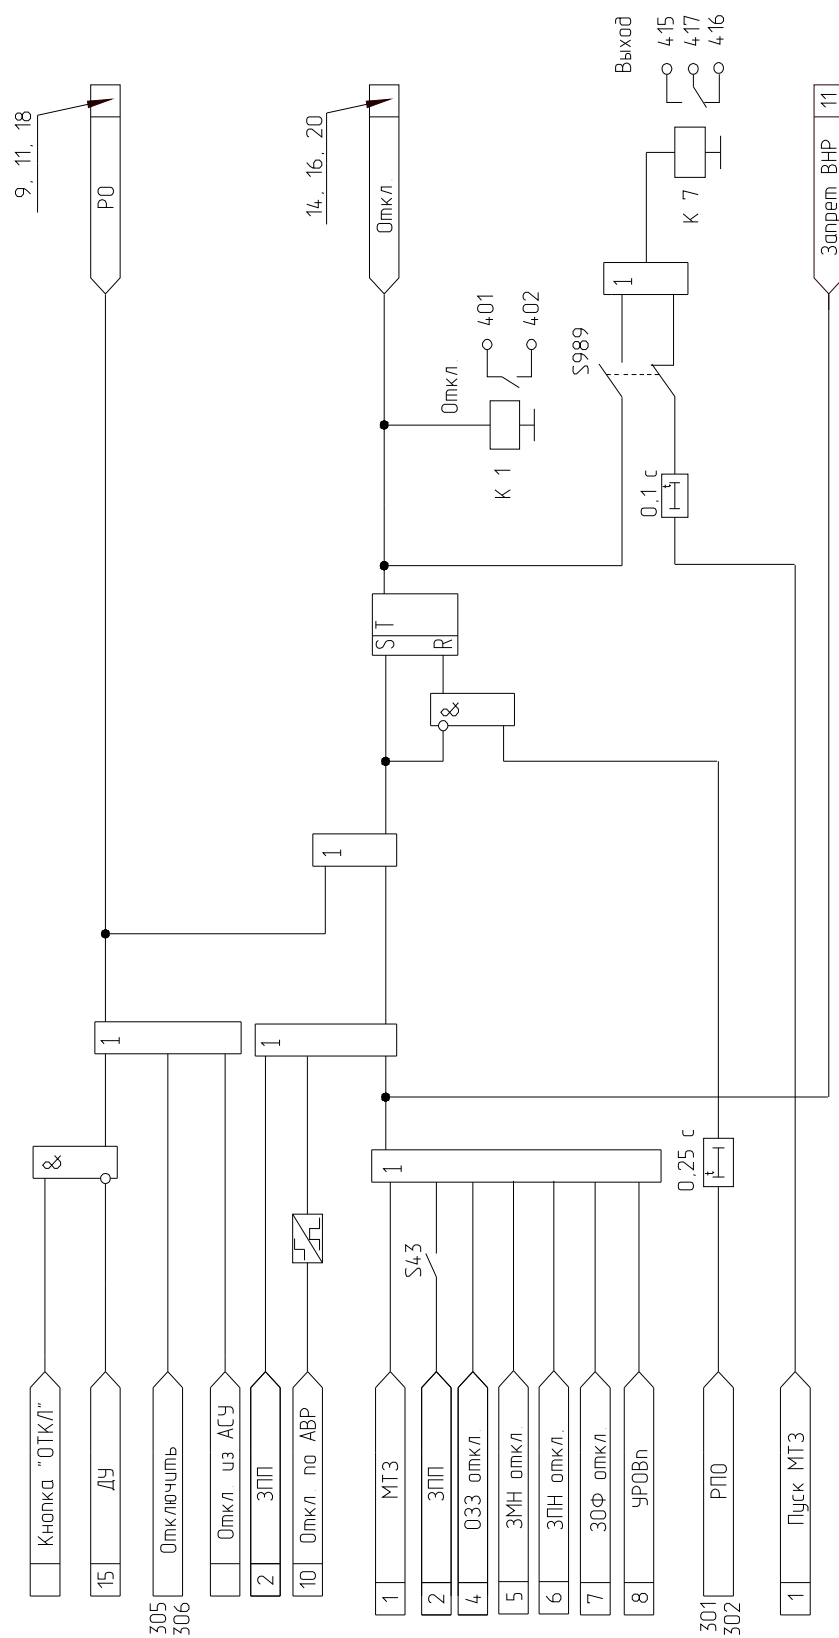 Кнопка "ОТКЛ"
15 ДУ
305
306
Отключить
Откл. из АСУ
2 ЗПП
10 Откл. по АВР
1 МТЗ
2 ЗПП
4 ОЗЗ откл.
5 ЗМН откл.
6 ЗПН откл.
7 ЗОФ откл.
8 УРОВп
301
302
РПО
1 Пуск МТЗ
&
1
1
S43
1
0,25 с
1
&
S T
R
0,1 с
S989
1
К 1
Откл.
401
402
К 7
Выход
415
417
416
РО
9, 11, 18
Откл.
14, 16, 20
Запрет ВНР 11